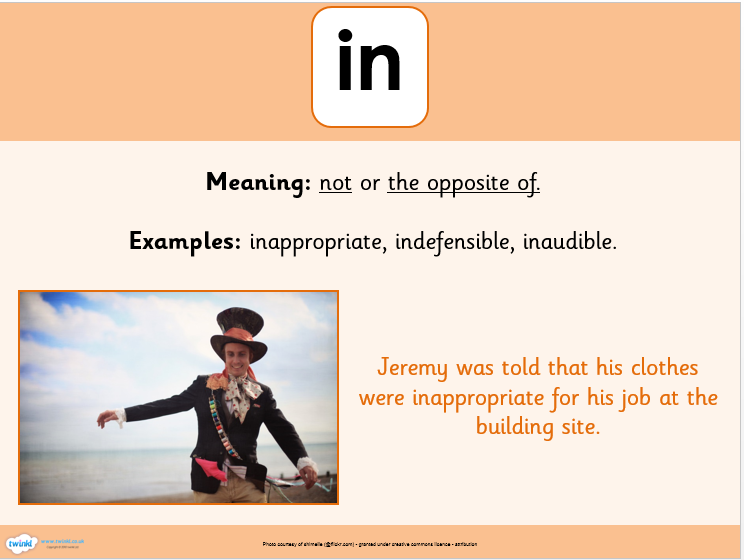 in
Meaning: not or the opposite of.
Examples: inappropriate, indefensible, inaudible.
Jeremy was told that his clothes
were inappropriate for his job at the
building site.
twinkl
www.twinkl.co.uk
Photo courtesy of shimelle (@flickr.com) - granted under creative commons licence - attribution